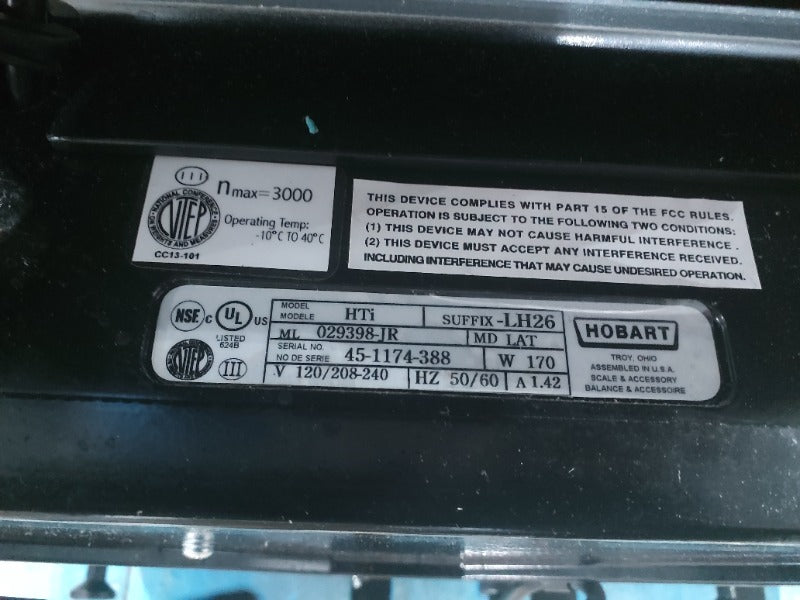 III
nmax=3000
NATIONAL CONFERENCE
NTEP
WEIGHTS AND MEASURES
Operating Temp:
-10°C TO 40°C
CC13-101
THIS DEVICE COMPLIES WITH PART 15 OF THE FCC RULES.
OPERATION IS SUBJECT TO THE FOLLOWING TWO CONDITIONS:
(1) THIS DEVICE MAY NOT CAUSE HARMFUL INTERFERENCE .
(2) THIS DEVICE MUST ACCEPT ANY INTERFERENCE RECEIVED.
INCLUDING INTERFERENCE THAT MAY CAUSE UNDESIRED OPERATION.
NSF
C UL US
LISTED
624B
NTEP III
MODEL
MODELE HTi SUFFIX -LH26
ML 029398-JR MD LAT
SERIAL NO.
NO DE SERIE 45-1174-388 W 170
V 120/208-240 HZ 50/60 A 1.42
HOBART
TROY, OHIO
ASSEMBLED IN U.S.A.
SCALE & ACCESSORY
BALANCE & ACCESSOIRE